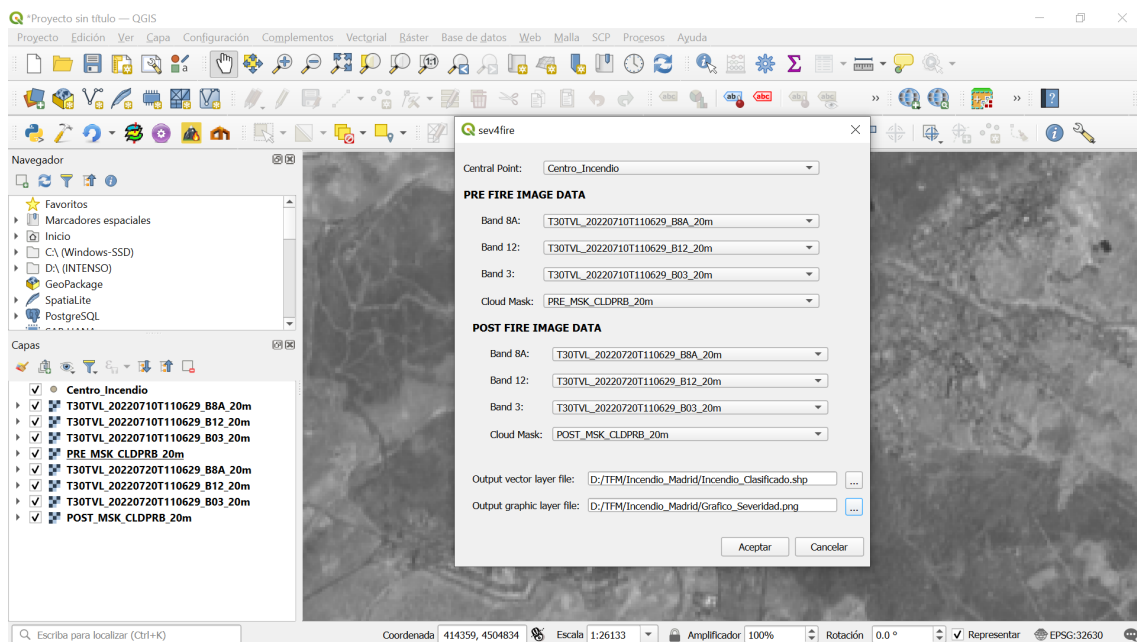 *Proyecto sin título — QGIS
Proyecto Edición Ver Capa Configuración Complementos Vectorial Ráster Base de datos Web Malla SCP Procesos Ayuda
Navegador
Favorites
Marcadores espaciales
Inicio
C:\ (Windows-SSD)
D:\ (INTENSO)
GeoPackage
SpatiaLite
PostgreSQL
Capas
Centro_Incendio
T30TVL_20220710T110629_B8A_20m
T30TVL_20220710T110629_B12_20m
T30TVL_20220710T110629_B03_20m
PRE_MSK_CLDPRB_20m
T30TVL_20220720T110629_B8A_20m
T30TVL_20220720T110629_B12_20m
T30TVL_20220720T110629_B03_20m
POST_MSK_CLDPRB_20m
sev4fire
Central Point: Centro_Incendio
PRE FIRE IMAGE DATA
Band 8A: T30TVL_20220710T110629_B8A_20m
Band 12: T30TVL_20220710T110629_B12_20m
Band 3: T30TVL_20220710T110629_B03_20m
Cloud Mask: PRE_MSK_CLDPRB_20m
POST FIRE IMAGE DATA
Band 8A: T30TVL_20220720T110629_B8A_20m
Band 12: T30TVL_20220720T110629_B12_20m
Band 3: T30TVL_20220720T110629_B03_20m
Cloud Mask: POST_MSK_CLDPRB_20m
Output vector layer file: D:/TFM/Incendio_Madrid/Incendio_Clasificado.shp ...
Output graphic layer file: D:/TFM/Incendio_Madrid/Grafico_Severidad.png ...
Aceptar Cancelar
Escriba para localizar (Ctrl+K) Coordenada 414359, 4504834 Escala 1:26133 Amplificador 100% Rotación 0.0 ° Representar EPSG:32630